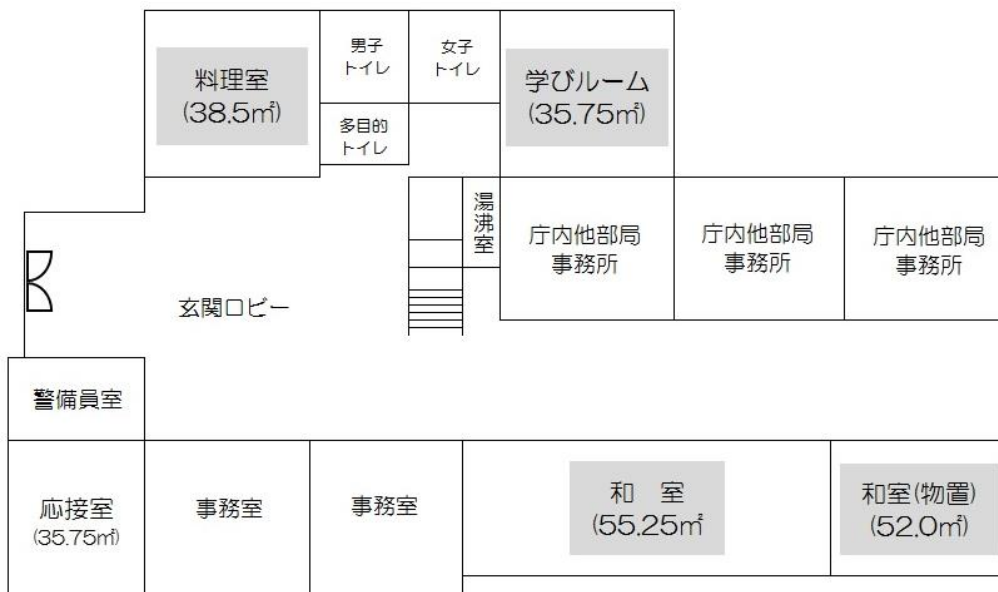 料理室
(38.5㎡)
男子
トイレ
女子
トイレ
多目的
トイレ
学びルーム
(35.75㎡)
湯沸室
庁内他部局
事務所
庁内他部局
事務所
庁内他部局
事務所
玄関ロビー
警備員室
応接室
(35.75㎡)
事務室
事務室
和　室
(55.25㎡
和室(物置)
(52.0㎡)